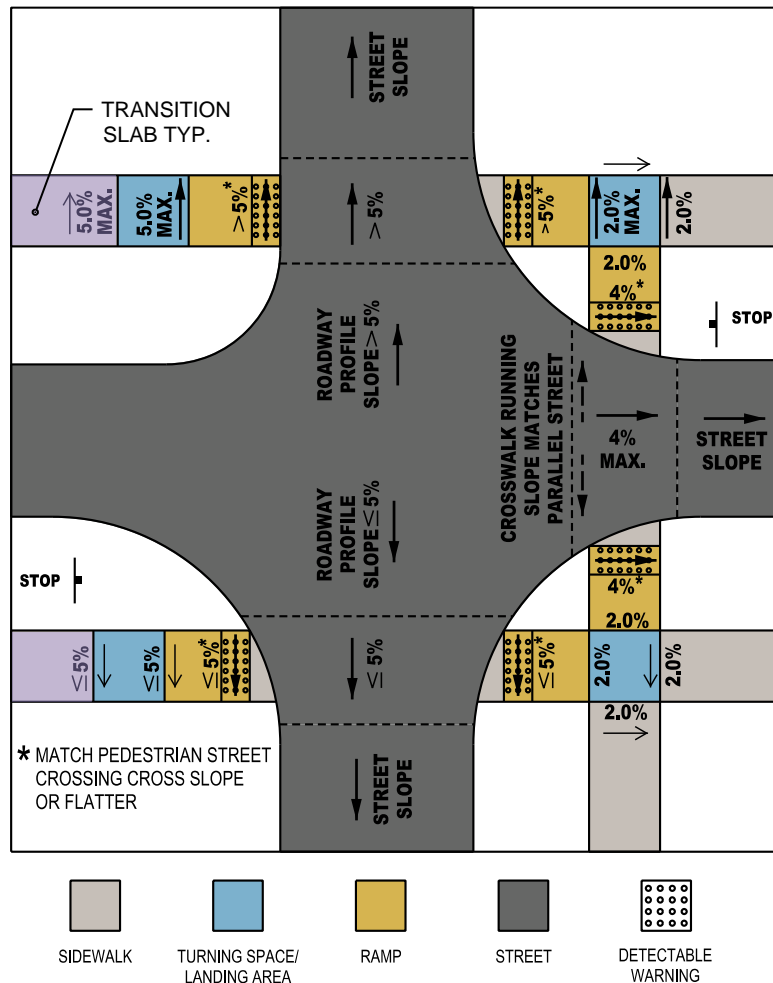 STREET
SLOPE
TRANSITION
SLAB TYP.
5.0%
MAX.
5.0%
MAX.
>5%*
>5%
>5%*
2.0%
MAX.
2.0%
2.0%
4%*
STOP
ROADWAY
PROFILE
SLOPE>5%
CROSSWALK RUNNING
SLOPE MATCHES
PARALLEL STREET
4%
MAX.
STREET
SLOPE
ROADWAY
PROFILE
SLOPE≤5%
STOP
4%*
2.0%
≤5%
≤5%
≤5%*
≤5%
≤5%*
2.0%
2.0%
2.0%
* MATCH PEDESTRIAN STREET
CROSSING CROSS SLOPE
OR FLATTER
STREET
SLOPE
SIDEWALK
TURNING SPACE/
LANDING AREA
RAMP
STREET
DETECTABLE
WARNING